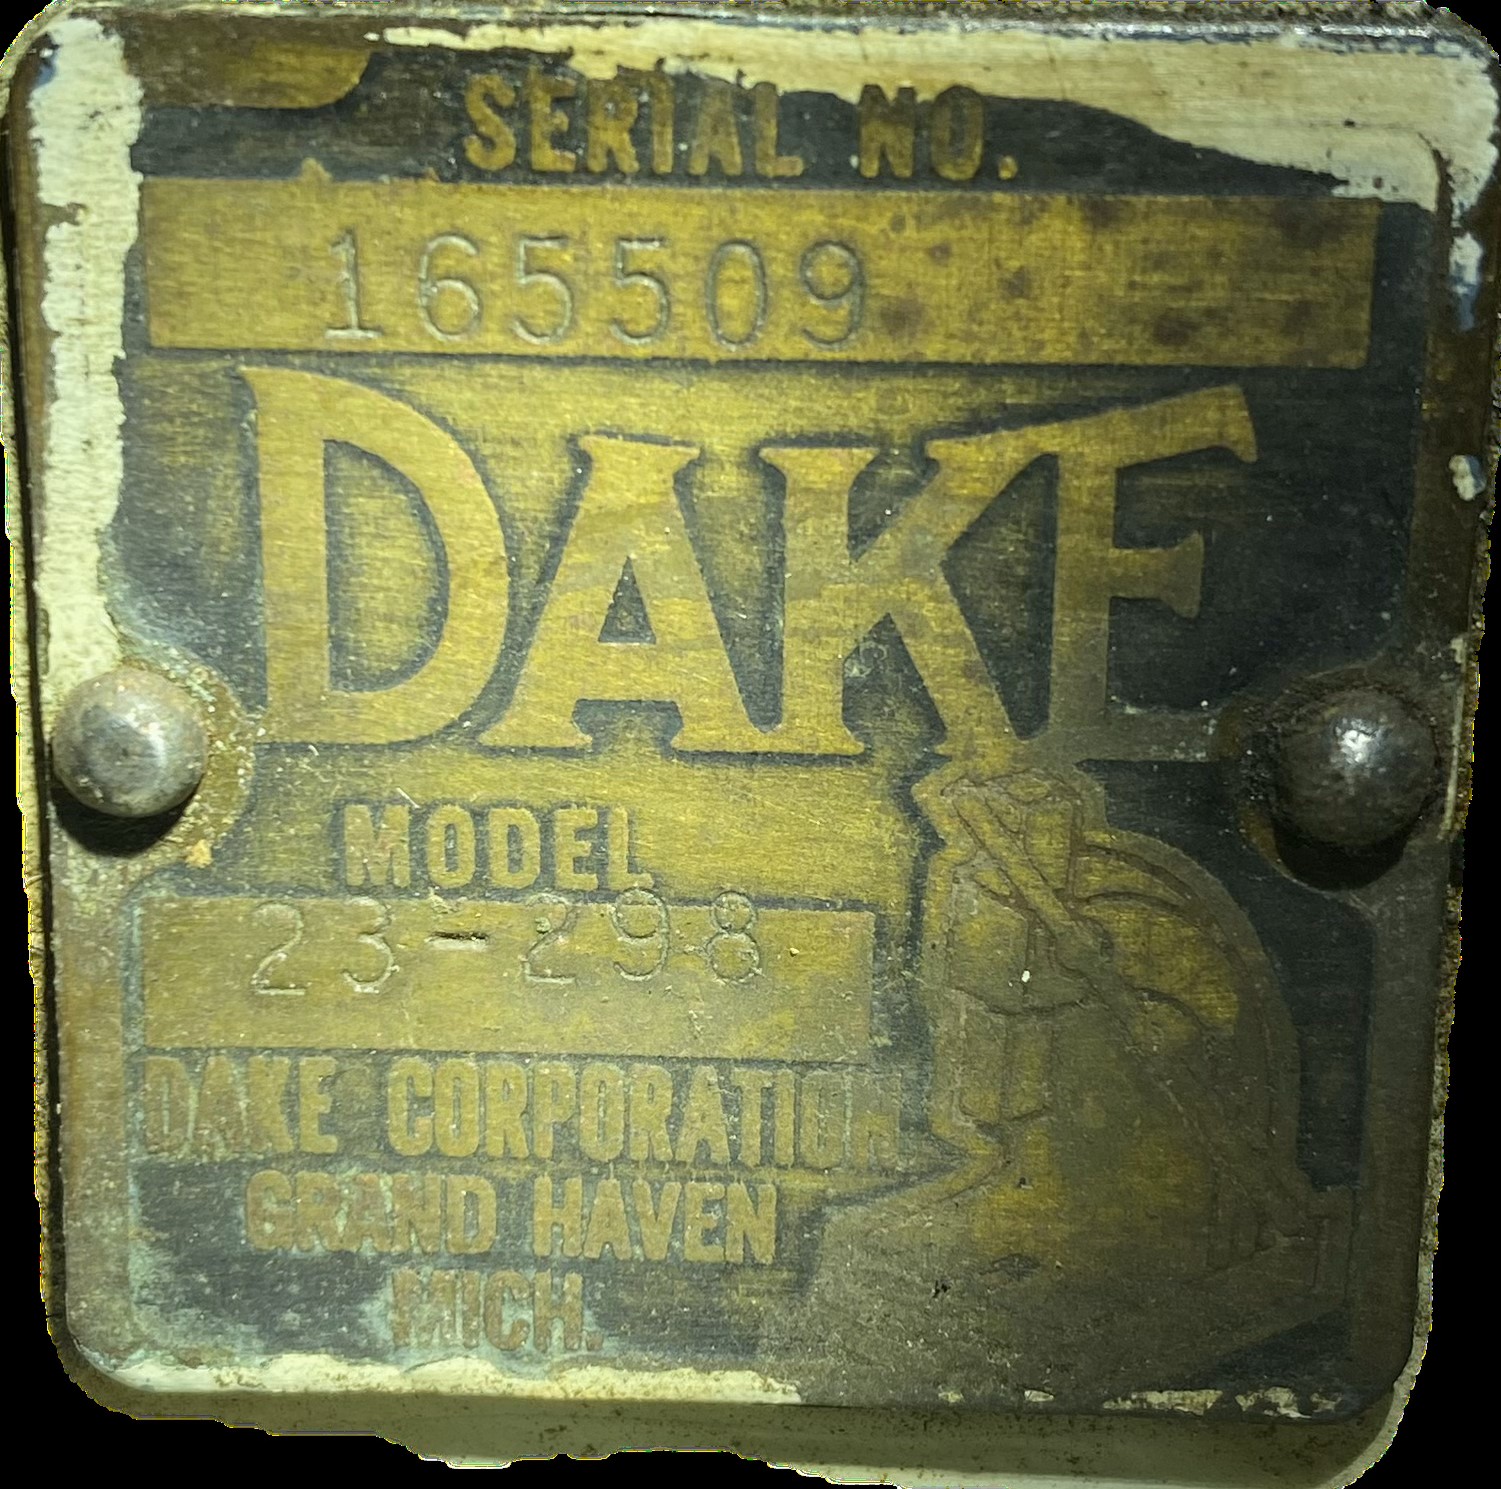 SERIAL NO.
165509
DAKE
MODEL
23-298
DAKE CORPORATION
GRAND HAVEN
MICH.